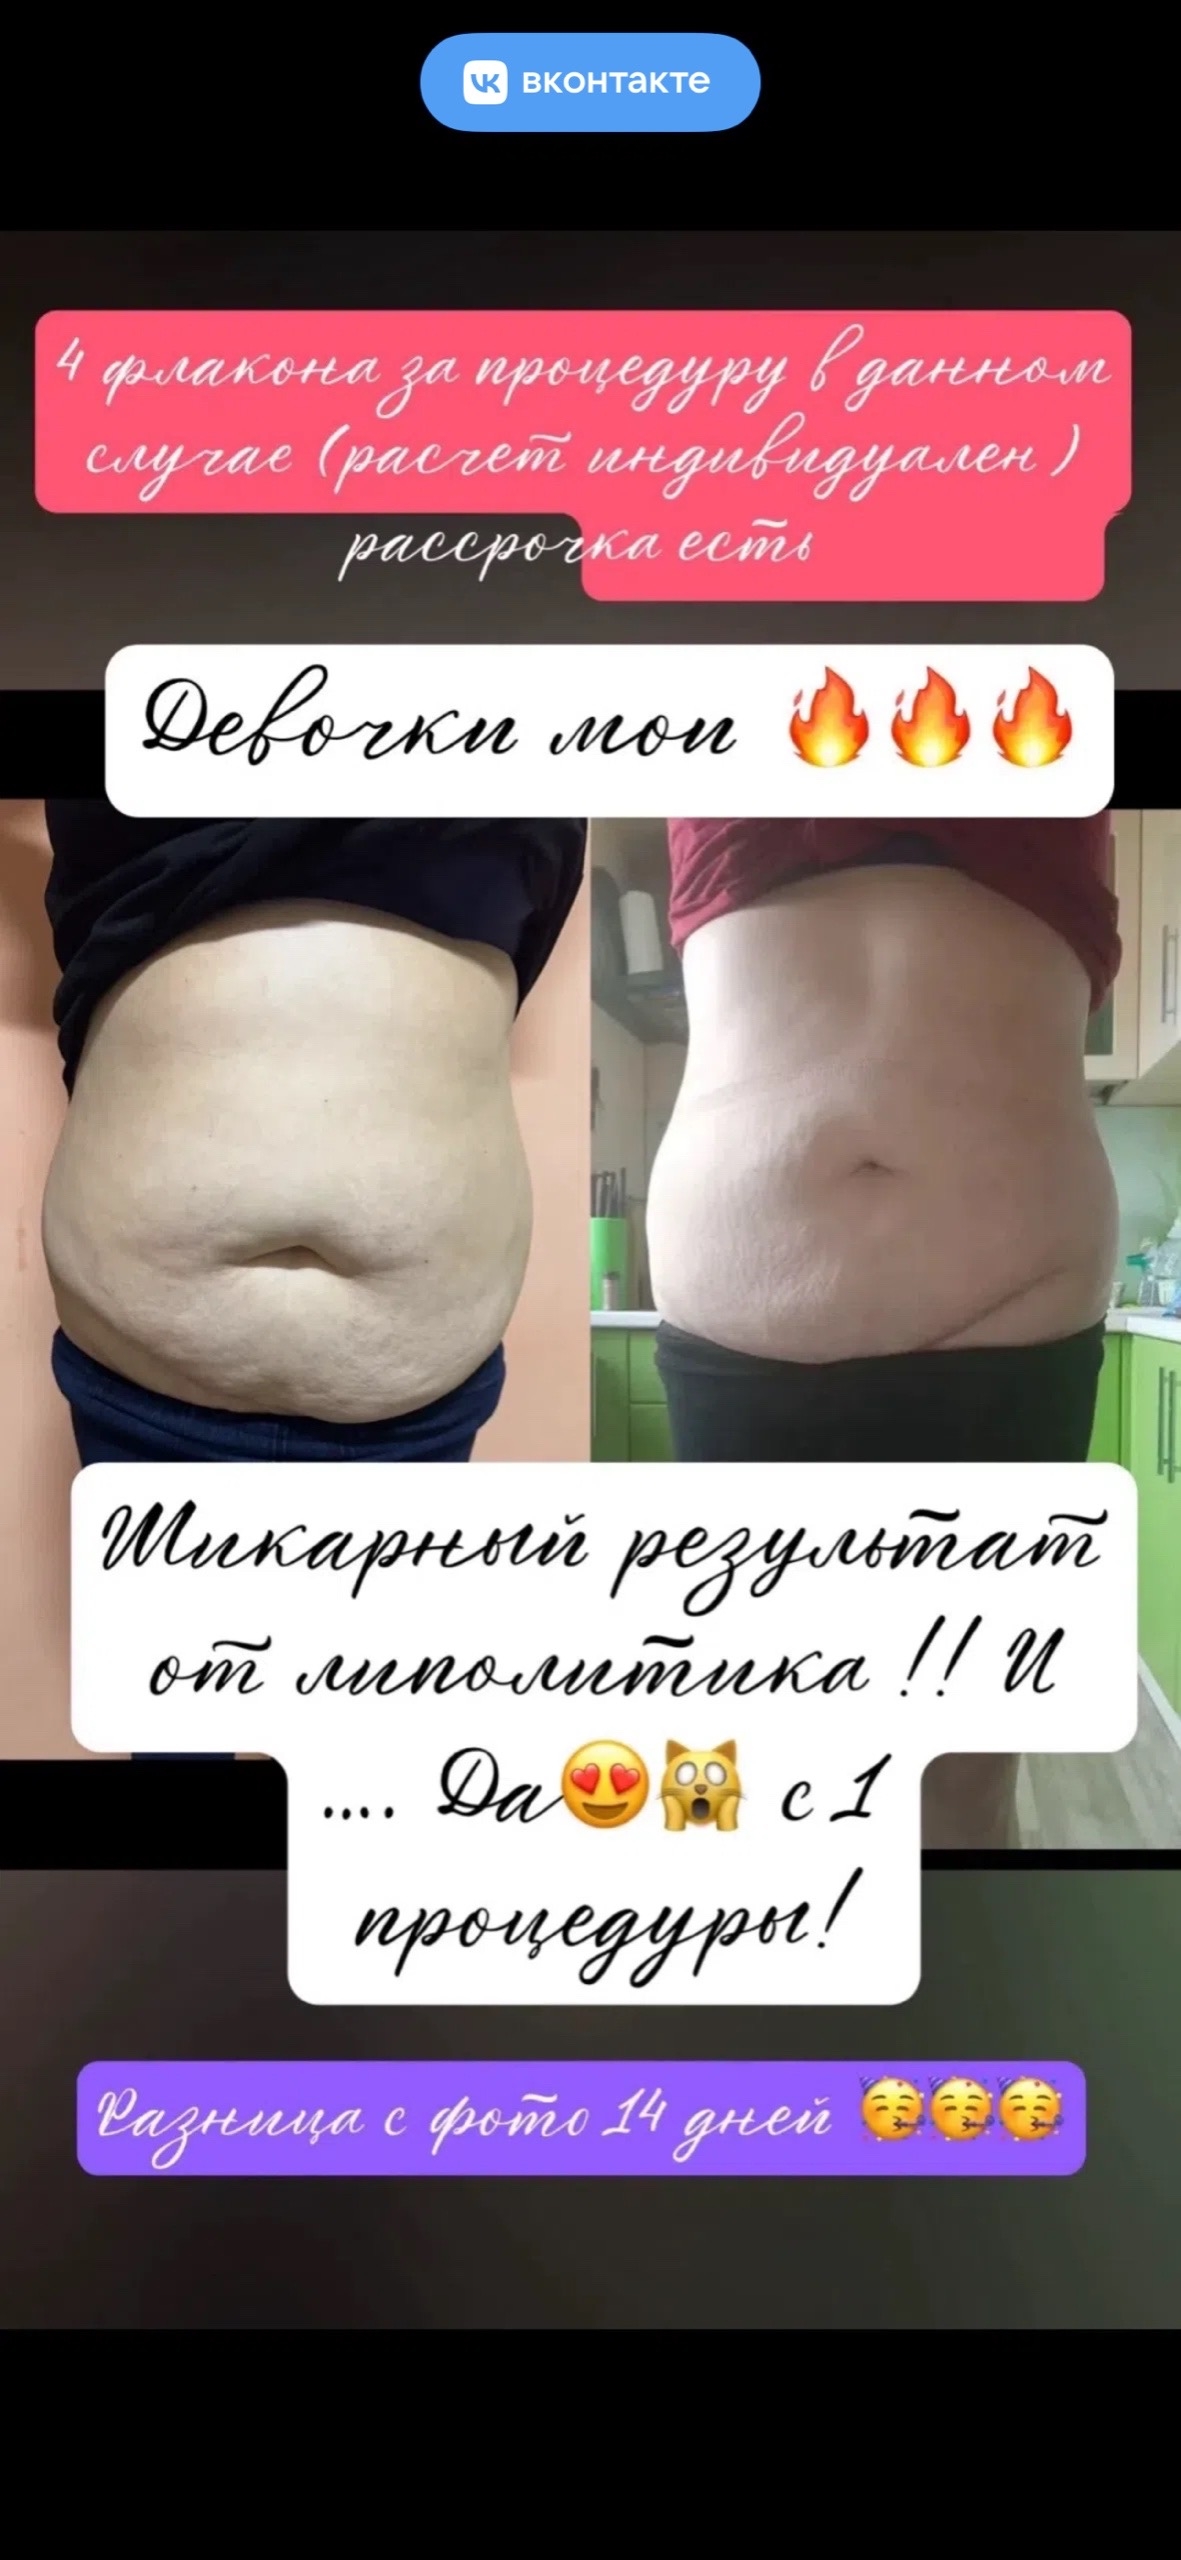 вконтакте
4 флакона за процедуру в данном
случае (расчет индивидуален)
рассрочка есть
Девочки мои 🔥🔥🔥
Шикарный результат
от липолитика !! И
.... Да😍🙀 с 1
процедуры!
Разница с фото 14 дней 🥳🥳🥳